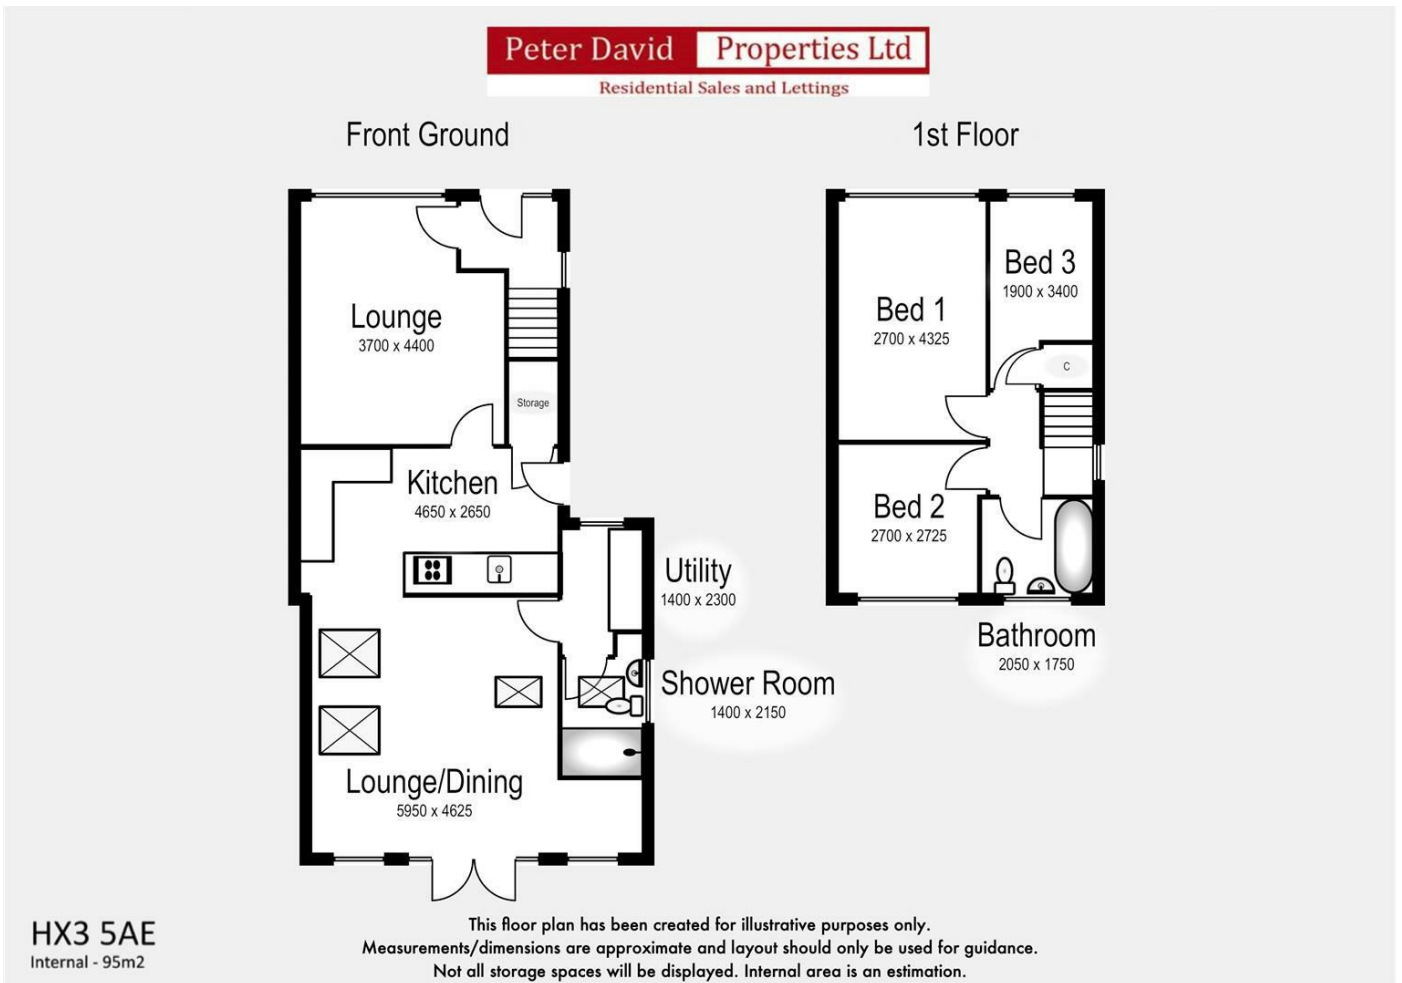 Peter David Properties Ltd
Residential Sales and Lettings
Front Ground
1st Floor
Lounge
3700 x 4400
Storage
Kitchen
4650 x 2650
Utility
1400 x 2300
Shower Room
1400 x 2150
Lounge/Dining
5950 x 4625
Bed 1
2700 x 4325
Bed 3
1900 x 3400
C
Bed 2
2700 x 2725
Bathroom
2050 x 1750
HX3 5AE
Internal - 95m2
This floor plan has been created for illustrative purposes only.
Measurements/dimensions are approximate and layout should only be used for guidance.
Not all storage spaces will be displayed. Internal area is an estimation.